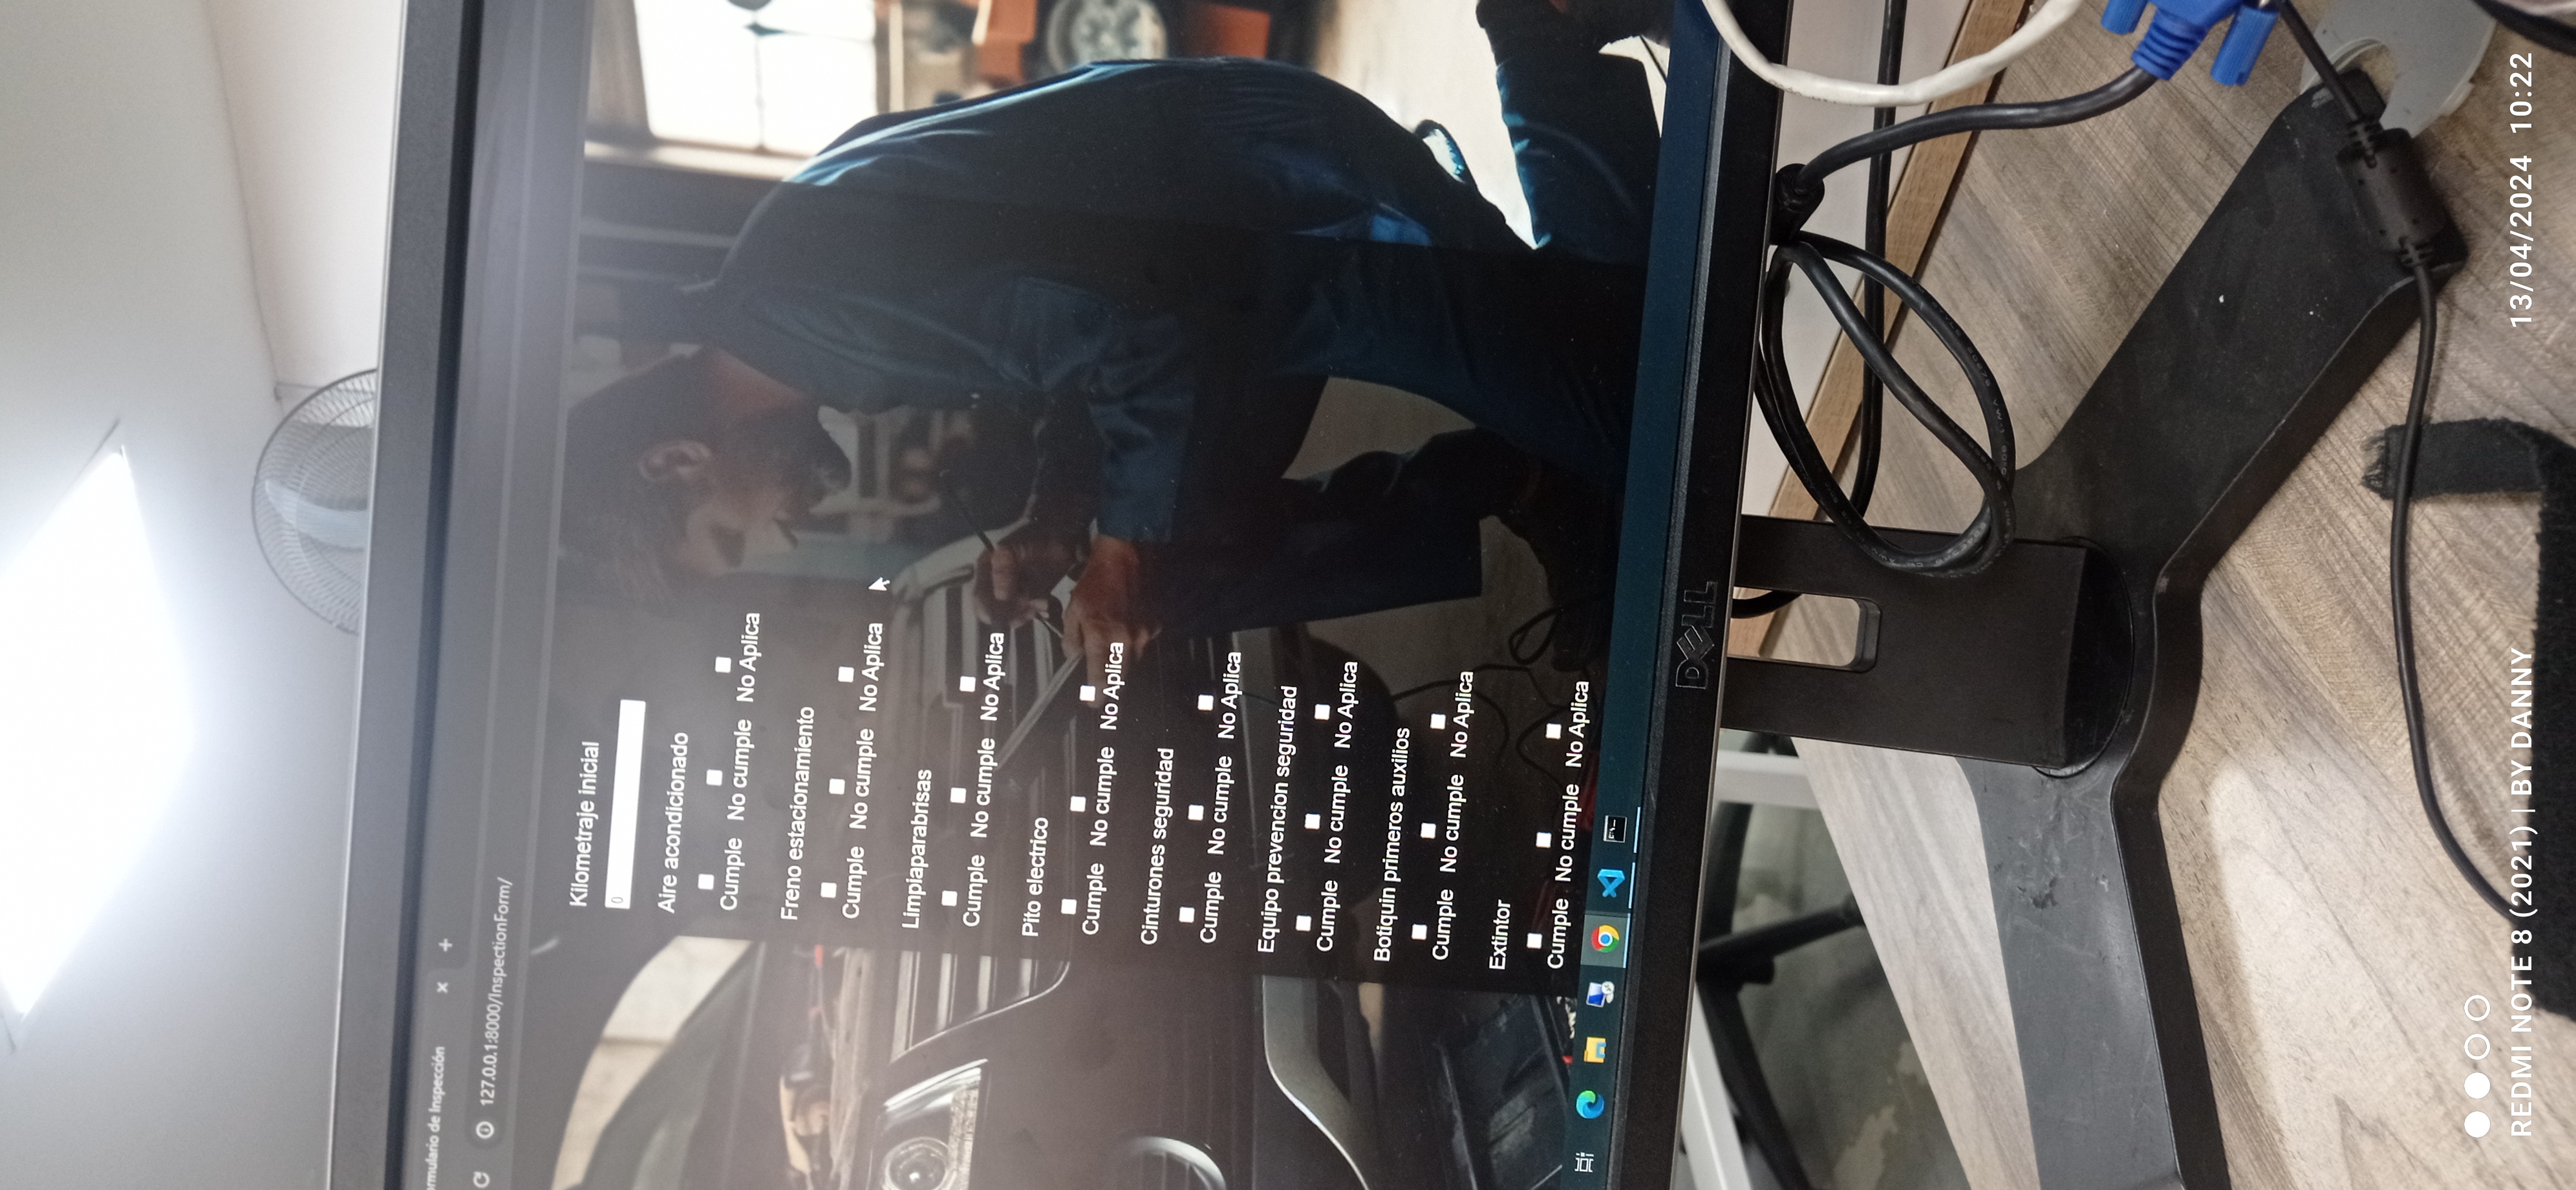 ormulario de Inspección
127.0.0.1:8000/InspectionForm/
Kilometraje inicial
0
Aire acondicionado
Cumple No cumple No Aplica
Freno estacionamiento
Cumple No cumple No Aplica
Limpiaparabrisas
Cumple No cumple No Aplica
Pito electrico
Cumple No cumple No Aplica
Cinturones seguridad
Cumple No cumple No Aplica
Equipo prevencion seguridad
Cumple No cumple No Aplica
Botiquin primeros auxilios
Cumple No cumple No Aplica
Extintor
Cumple No cumple No Aplica
DELL
REDMI NOTE 8 (2021) | BY DANNY
13/04/2024 10:22